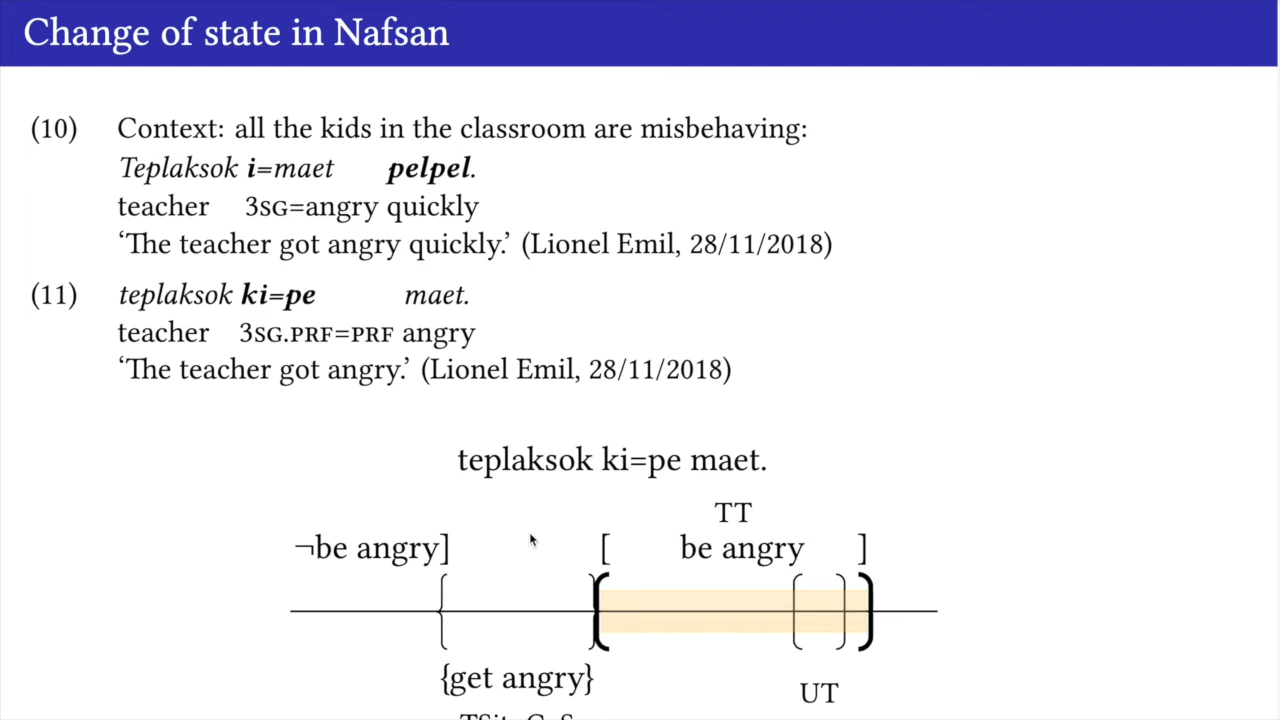 Change of state in Nafsan
(10) Context: all the kids in the classroom are misbehaving:
Teplaksok i=maet pelpel.
teacher 3SG=angry quickly
‘The teacher got angry quickly.’ (Lionel Emil, 28/11/2018)
(11) teplaksok ki=pe maet.
teacher 3SG.PRF=PRF angry
‘The teacher got angry.’ (Lionel Emil, 28/11/2018)
teplaksok ki=pe maet.
TT
¬be angry] [ be angry ]
{get angry}
UT